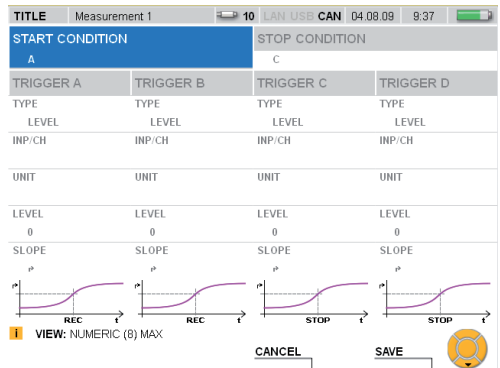 TITLE Measurement 1 10 LAN USB CAN 04.08.09 9:37
START CONDITION STOP CONDITION
A C
TRIGGER A TRIGGER B TRIGGER C TRIGGER D
TYPE TYPE TYPE TYPE
LEVEL LEVEL LEVEL LEVEL
INP/CH INP/CH INP/CH INP/CH
UNIT UNIT UNIT UNIT
LEVEL LEVEL LEVEL LEVEL
0 0 0 0
SLOPE SLOPE SLOPE SLOPE
REC t REC t STOP t STOP t
i VIEW: NUMERIC (8) MAX
CANCEL SAVE